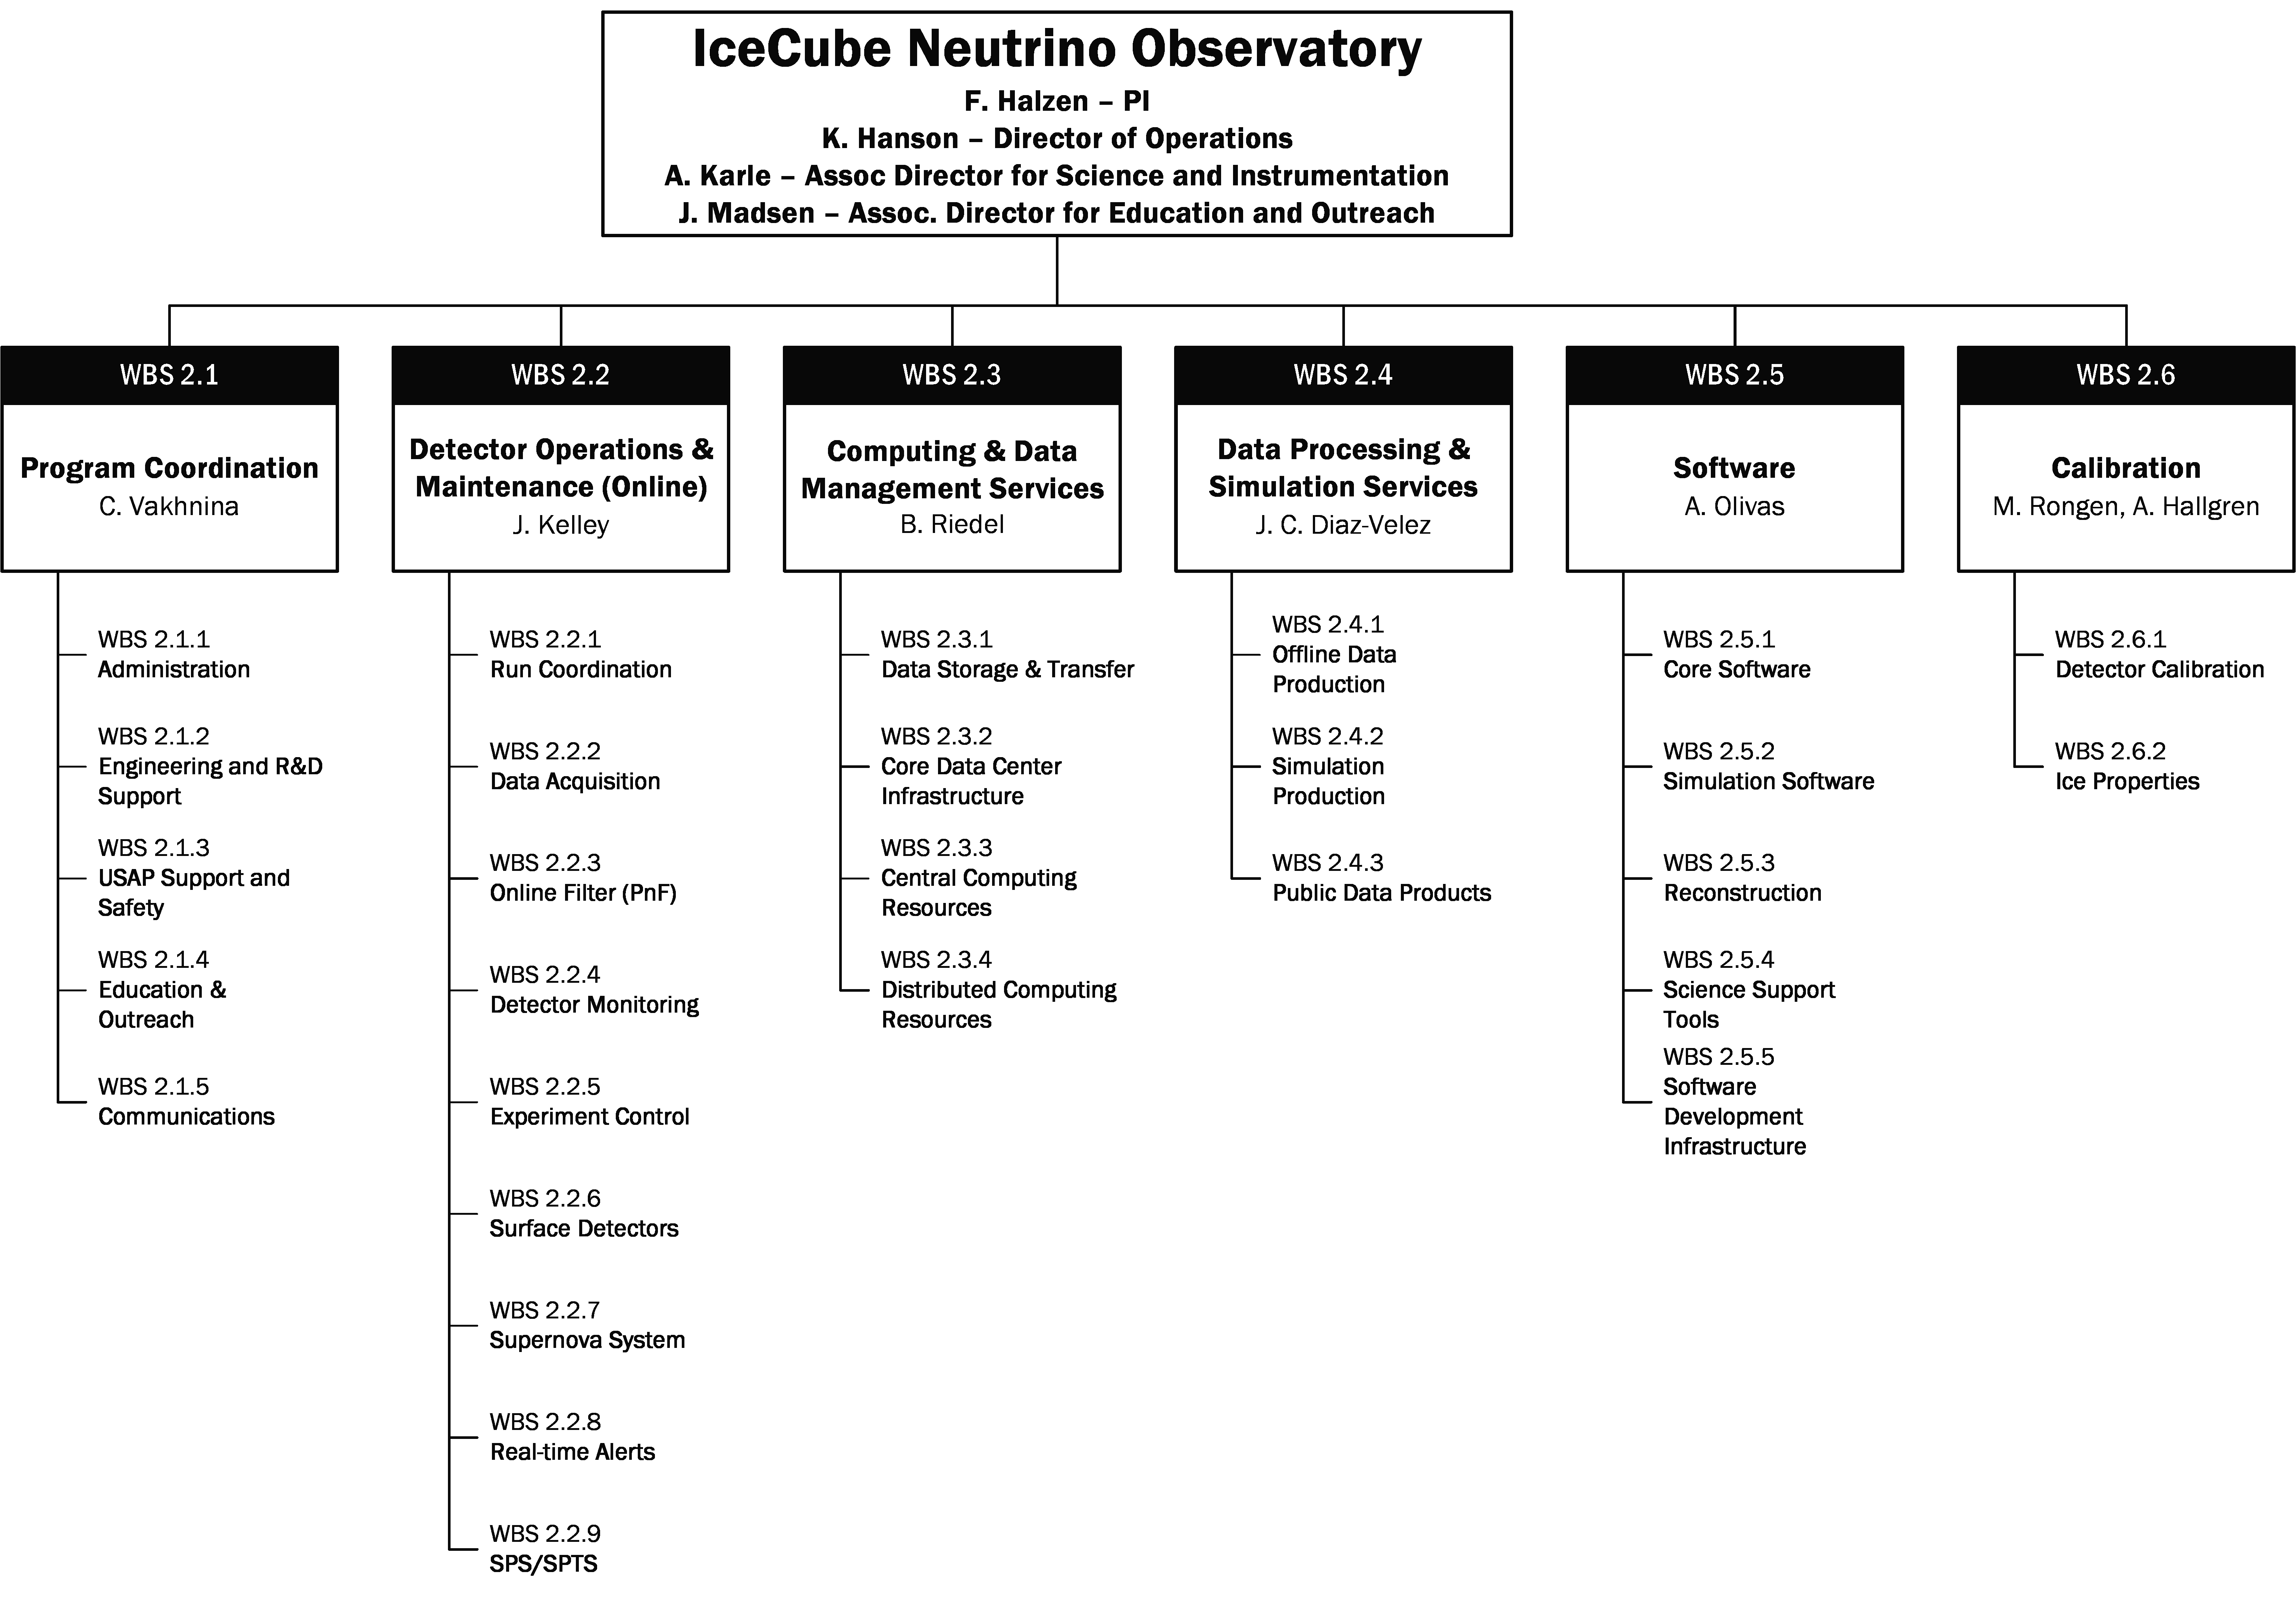 IceCube Neutrino Observatory
F. Halzen – PI
K. Hanson – Director of Operations
A. Karle – Assoc Director for Science and Instrumentation
J. Madsen – Assoc. Director for Education and Outreach
WBS 2.1
Program Coordination
C. Vakhnina
WBS 2.1.1
Administration
WBS 2.1.2
Engineering and R&D
Support
WBS 2.1.3
USAP Support and
Safety
WBS 2.1.4
Education &
Outreach
WBS 2.1.5
Communications
WBS 2.2
Detector Operations &
Maintenance (Online)
J. Kelley
WBS 2.2.1
Run Coordination
WBS 2.2.2
Data Acquisition
WBS 2.2.3
Online Filter (PnF)
WBS 2.2.4
Detector Monitoring
WBS 2.2.5
Experiment Control
WBS 2.2.6
Surface Detectors
WBS 2.2.7
Supernova System
WBS 2.2.8
Real-time Alerts
WBS 2.2.9
SPS/SPTS
WBS 2.3
Computing & Data
Management Services
B. Riedel
WBS 2.3.1
Data Storage & Transfer
WBS 2.3.2
Core Data Center
Infrastructure
WBS 2.3.3
Central Computing
Resources
WBS 2.3.4
Distributed Computing
Resources
WBS 2.4
Data Processing &
Simulation Services
J. C. Diaz-Velez
WBS 2.4.1
Offline Data
Production
WBS 2.4.2
Simulation
Production
WBS 2.4.3
Public Data Products
WBS 2.5
Software
A. Olivas
WBS 2.5.1
Core Software
WBS 2.5.2
Simulation Software
WBS 2.5.3
Reconstruction
WBS 2.5.4
Science Support
Tools
WBS 2.5.5
Software
Development
Infrastructure
WBS 2.6
Calibration
M. Rongen, A. Hallgren
WBS 2.6.1
Detector Calibration
WBS 2.6.2
Ice Properties